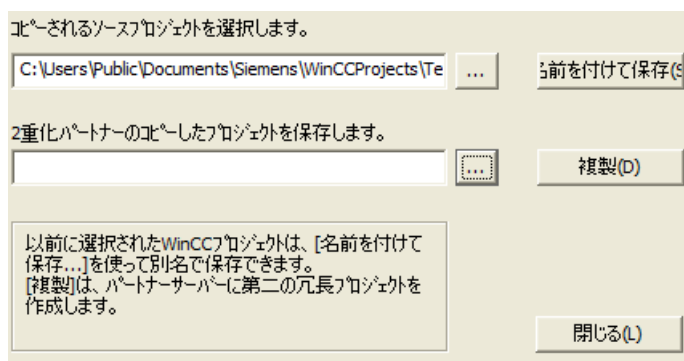 コピーされるソースプロジェクトを選択します。
C:\Users\Public\Documents\Siemens\WinCCProjects\Te ... 前を付けて保存(S
2重化パートナーのコピーしたプロジェクトを保存します。
... 複製(D)
以前に選択されたWinCCプロジェクトは、[名前を付けて
保存...]を使って別名で保存できます。
[複製]は、パートナーサーバーに第二の冗長プロジェクトを
作成します。
閉じる(L)